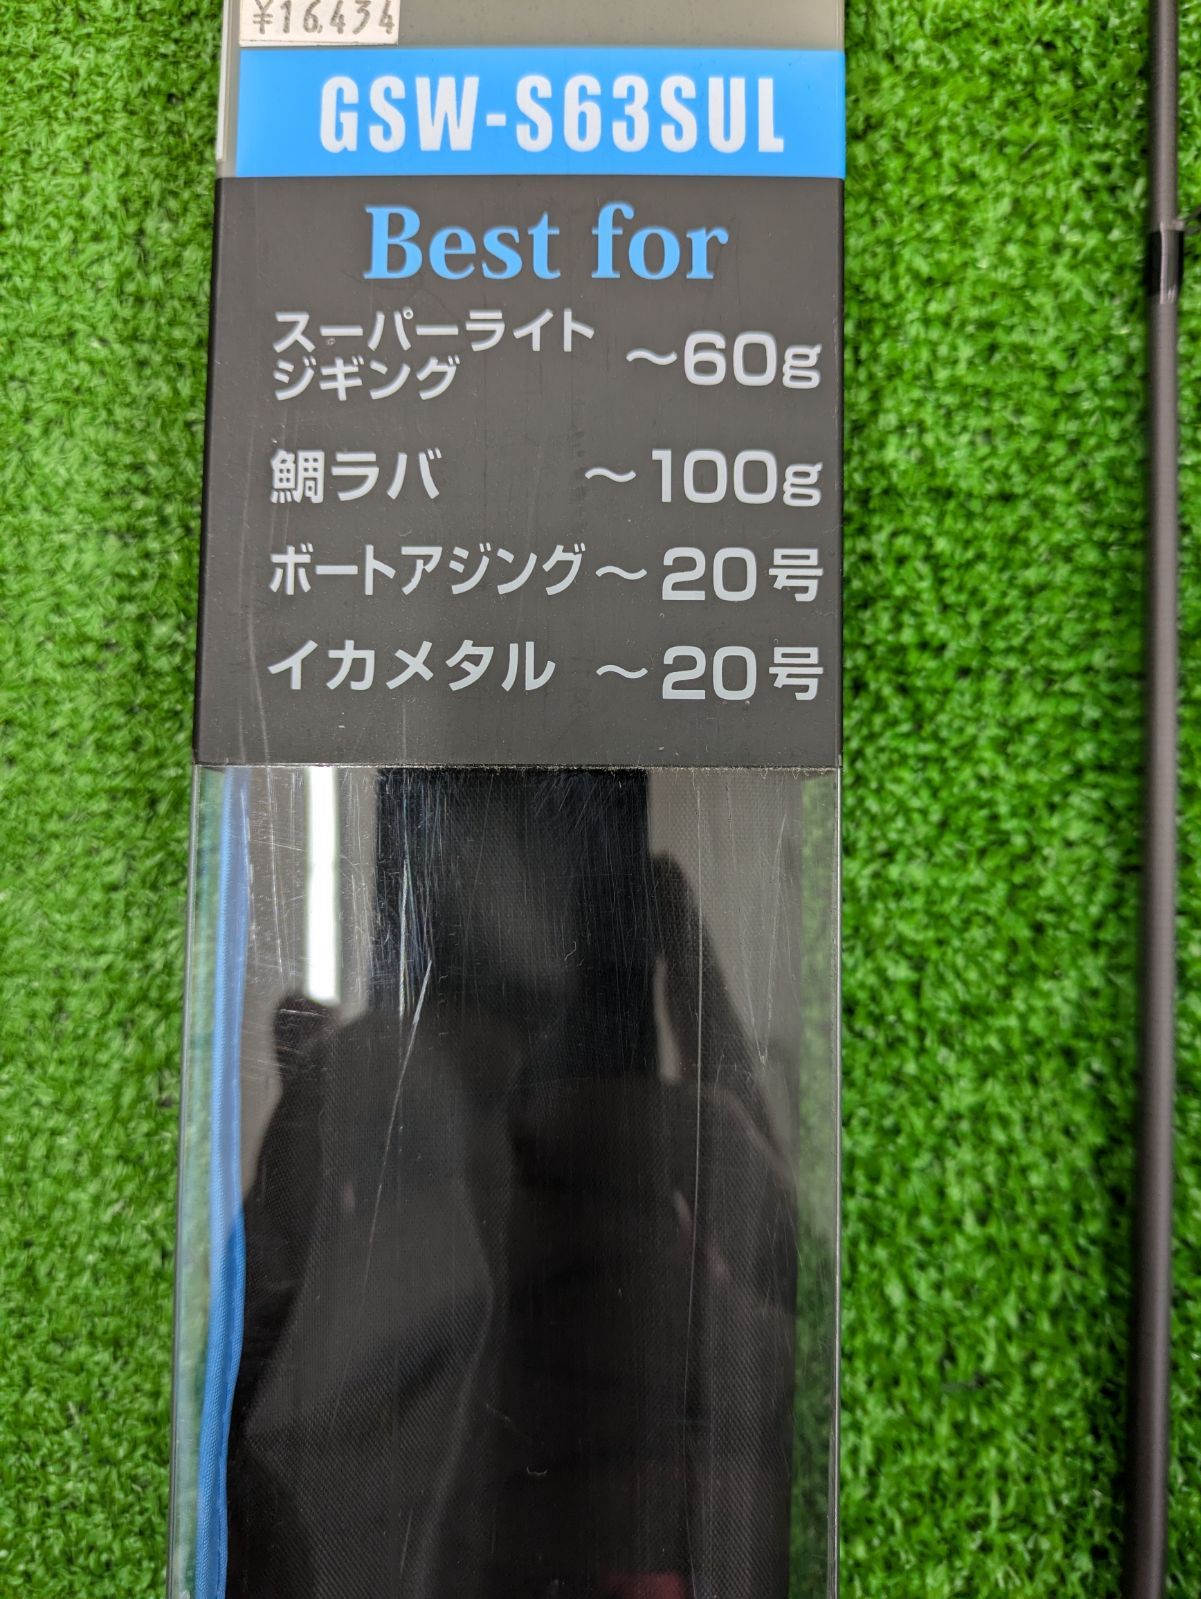 ¥16,434
GSW-S63SUL
Best for
スーパーライト
ジギング ～60g
鯛ラバ ～100g
ボートアジング～20号
イカメタル ～20号